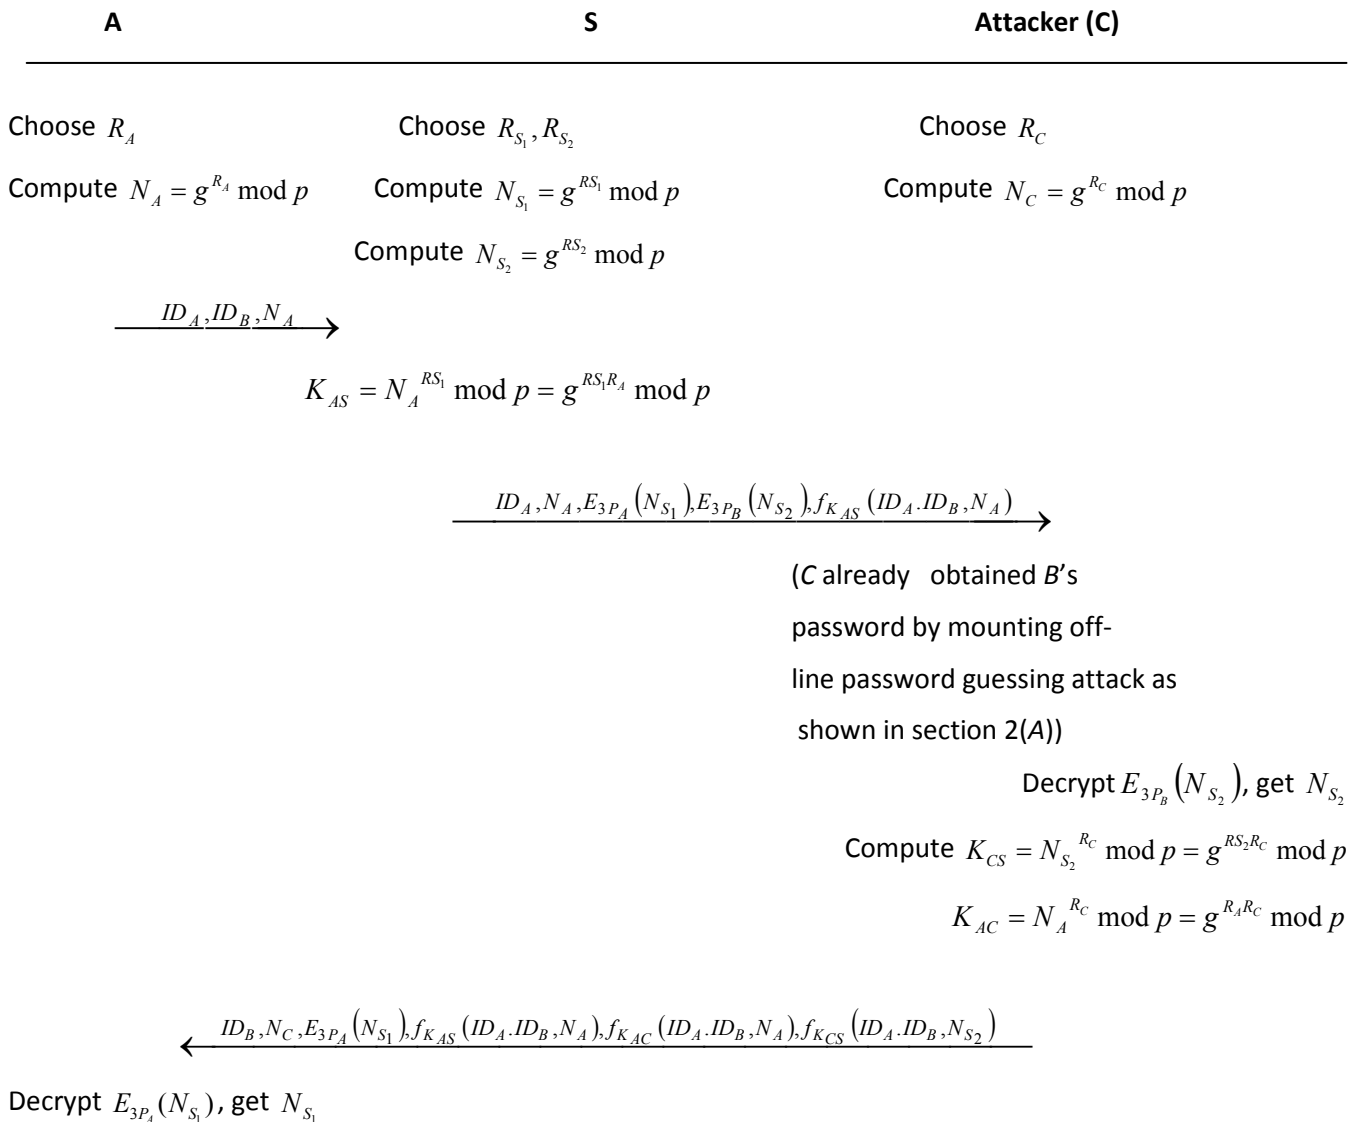 A S Attacker (C)
Choose R_A Choose R_{S_1}, R_{S_2} Choose R_C
Compute N_A = g^{R_A} mod p Compute N_{S_1} = g^{RS_1} mod p Compute N_C = g^{R_C} mod p
Compute N_{S_2} = g^{RS_2} mod p
ID_A, ID_B, N_A
K_{AS} = N_A^{RS_1} mod p = g^{RS_1R_A} mod p
ID_A, N_A, E_{3P_A}(N_{S_1}), E_{3P_B}(N_{S_2}), f_{K_{AS}}(ID_A.ID_B, N_A)
(C already obtained B's
password by mounting off-
line password guessing attack as
shown in section 2(A))
Decrypt E_{3P_B}(N_{S_2}), get N_{S_2}
Compute K_{CS} = N_{S_2}^{R_C} mod p = g^{RS_2R_C} mod p
K_{AC} = N_A^{R_C} mod p = g^{R_AR_C} mod p
ID_B, N_C, E_{3P_A}(N_{S_1}), f_{K_{AS}}(ID_A.ID_B, N_A), f_{K_{AC}}(ID_A.ID_B, N_A), f_{K_{CS}}(ID_A.ID_B, N_{S_2})
Decrypt E_{3P_A}(N_{S_1}), get N_{S_1}